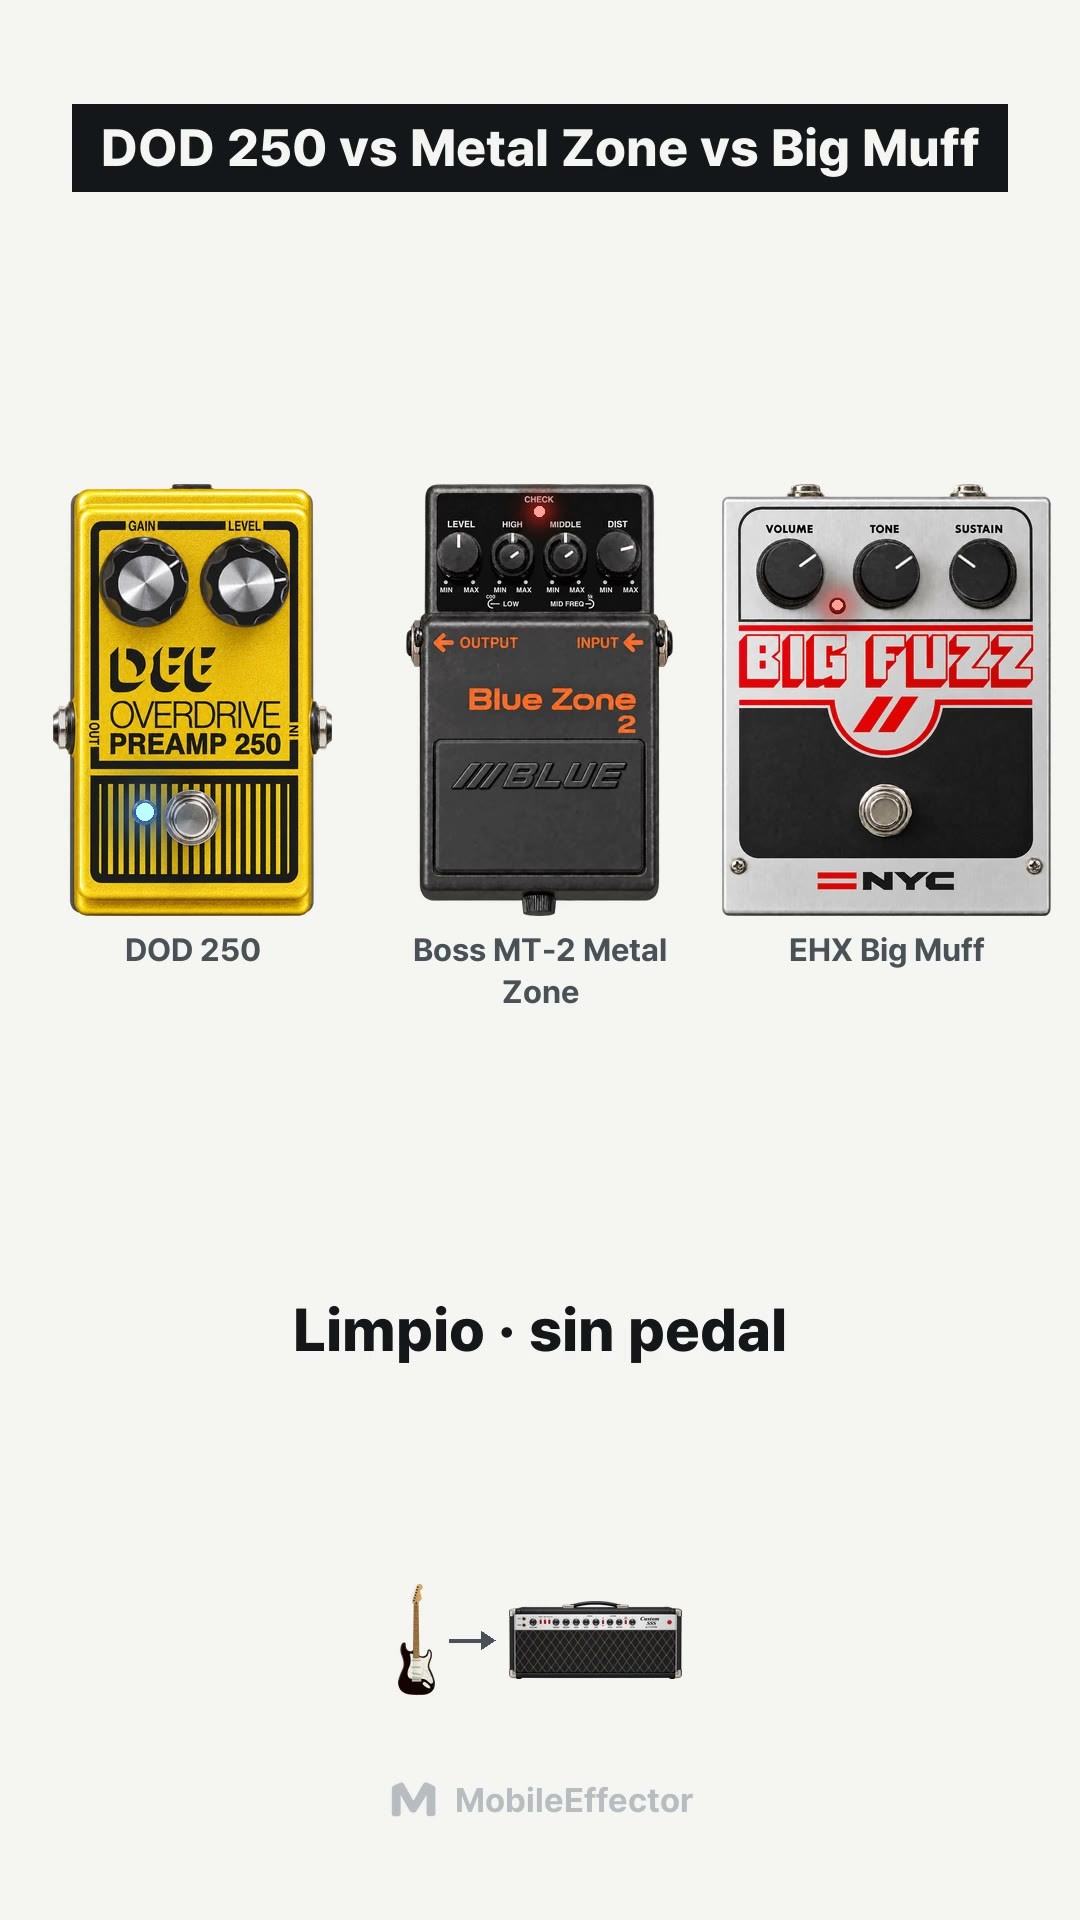 DOD 250 vs Metal Zone vs Big Muff
GAIN LEVEL
DEE
OVERDRIVE
PREAMP 250
OUT
IN
CHECK
LEVEL HIGH MIDDLE DIST
MIN MAX MIN MAX MIN MAX MIN MAX
LOW MID FREQ
OUTPUT INPUT
Blue Zone
2
BLUE
VOLUME TONE SUSTAIN
BIG FUZZ
NYC
DOD 250
Boss MT-2 Metal
Zone
EHX Big Muff
Limpio · sin pedal
Custom
SSS
MobileEffector